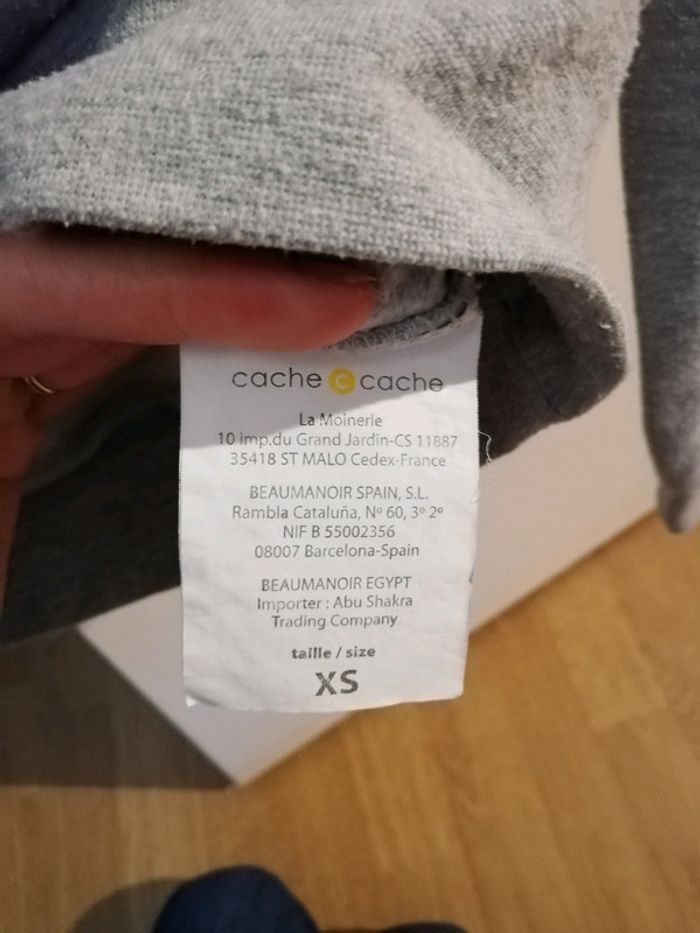 cache c cache
La Moinerie
10 imp.du Grand Jardin-CS 11887
35418 ST MALO Cedex-France
BEAUMANOIR SPAIN, S.L.
Rambla Cataluña, Nº 60, 3º 2º
NIF B 55002356
08007 Barcelona-Spain
BEAUMANOIR EGYPT
Importer : Abu Shakra
Trading Company
taille / size
XS